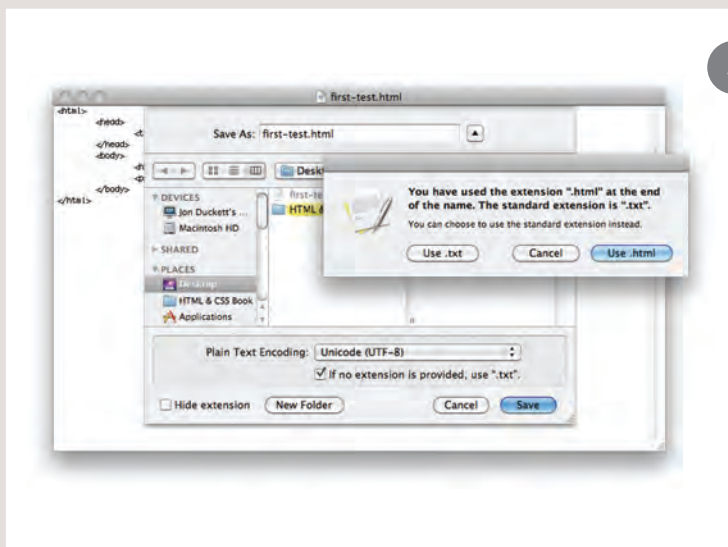 first-test.html
<html>
<head>
</head>
<body>
</body>
</html>
Save As: first-test.html
DEVICES
Jon Duckett's ...
Macintosh HD
SHARED
PLACES
Desktop
HTML & CSS Book
Applications
HTML &
You have used the extension ".html" at the end
of the name. The standard extension is ".txt".
You can choose to use the standard extension instead.
Use .txt Cancel Use .html
Plain Text Encoding: Unicode (UTF-8)
If no extension is provided, use ".txt".
Hide extension New Folder Cancel Save